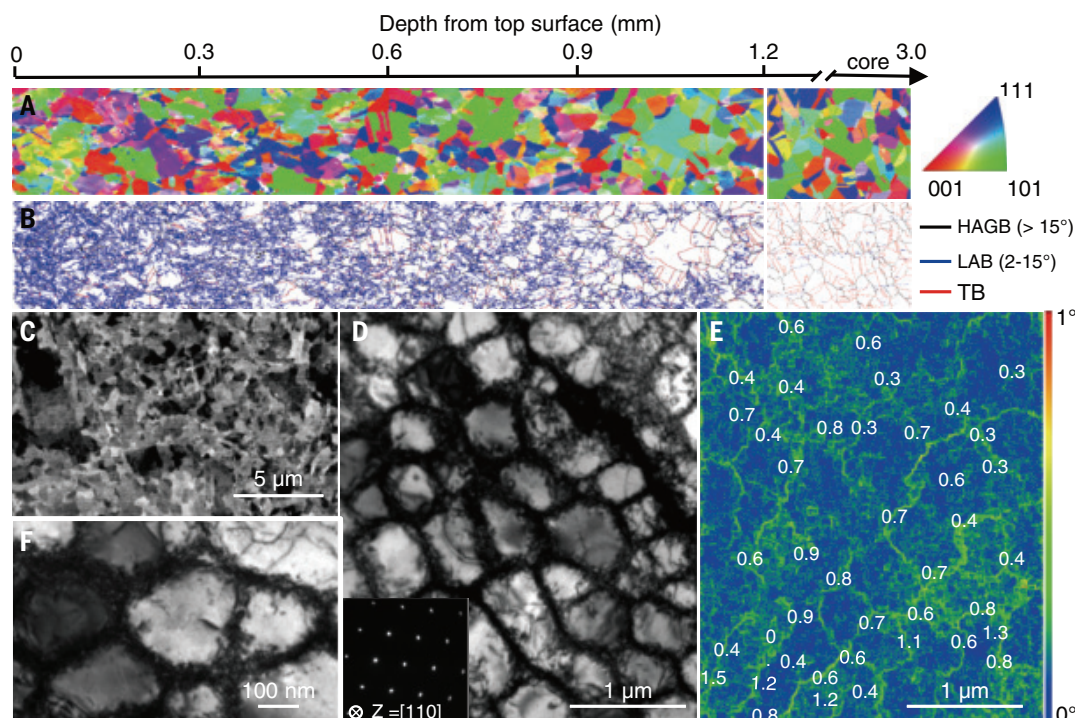 Depth from top surface (mm)
0 0.3 0.6 0.9 1.2 core 3.0
A
111
001 101
B
HAGB (> 15°)
LAB (2-15°)
TB
C
5 µm
D
Z =[110]
1 µm
E
1°
0.6
0.6
0.3
0.4
0.4
0.3
0.7
0.4
0.4
0.8 0.3
0.7
0.3
0.7
0.3
0.6
0.7
0.4
0.6
0.9
0.4
0.8
0.7
0.9
0.6
0.8
0.7
0
1.1
0.6
1.3
0.4
0.4
0.6
0.8
1.5
1.2
0.6
1.2
0.4
0.8
1 µm
0°
F
100 nm